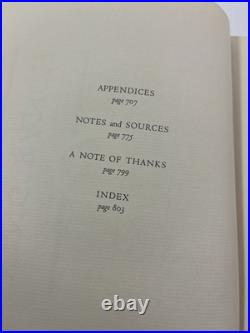 APPENDICES
page 707
NOTES and SOURCES
page 775
A NOTE OF THANKS
page 799
INDEX
page 803